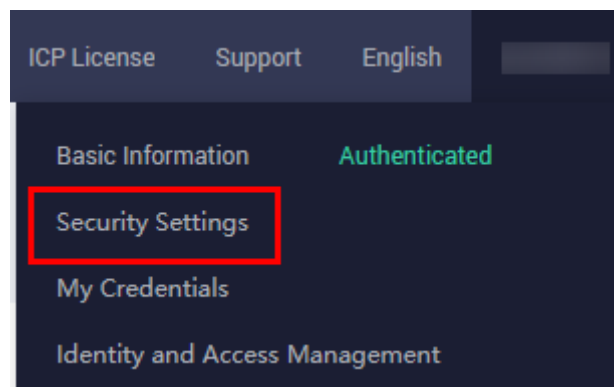 ICP License Support English
Basic Information Authenticated
Security Settings
My Credentials
Identity and Access Management